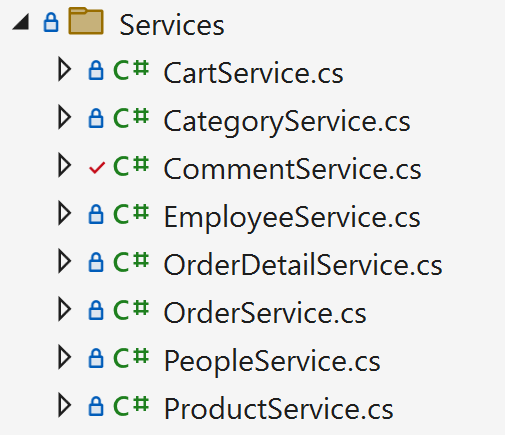 Services
C# CartService.cs
C# CategoryService.cs
C# CommentService.cs
C# EmployeeService.cs
C# OrderDetailService.cs
C# OrderService.cs
C# PeopleService.cs
C# ProductService.cs